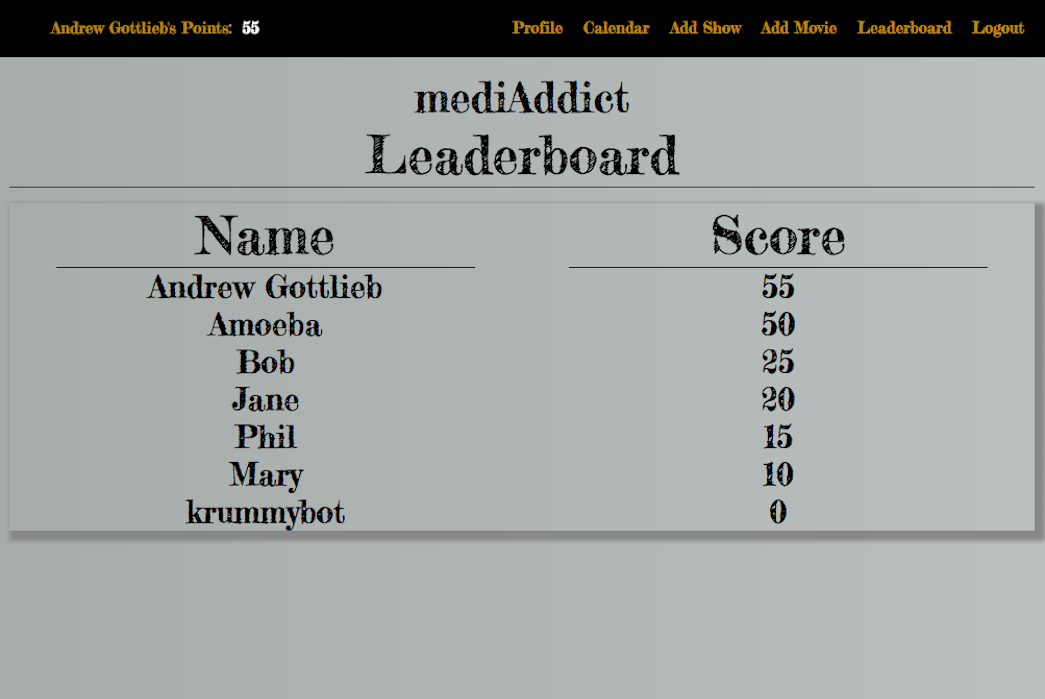 Andrew Gottlieb's Points: 55 Profile Calendar Add Show Add Movie Leaderboard Logout
mediAddict
Leaderboard
Name Score
Andrew Gottlieb 55
Amoeba 50
Bob 25
Jane 20
Phil 15
Mary 10
krummybot 0